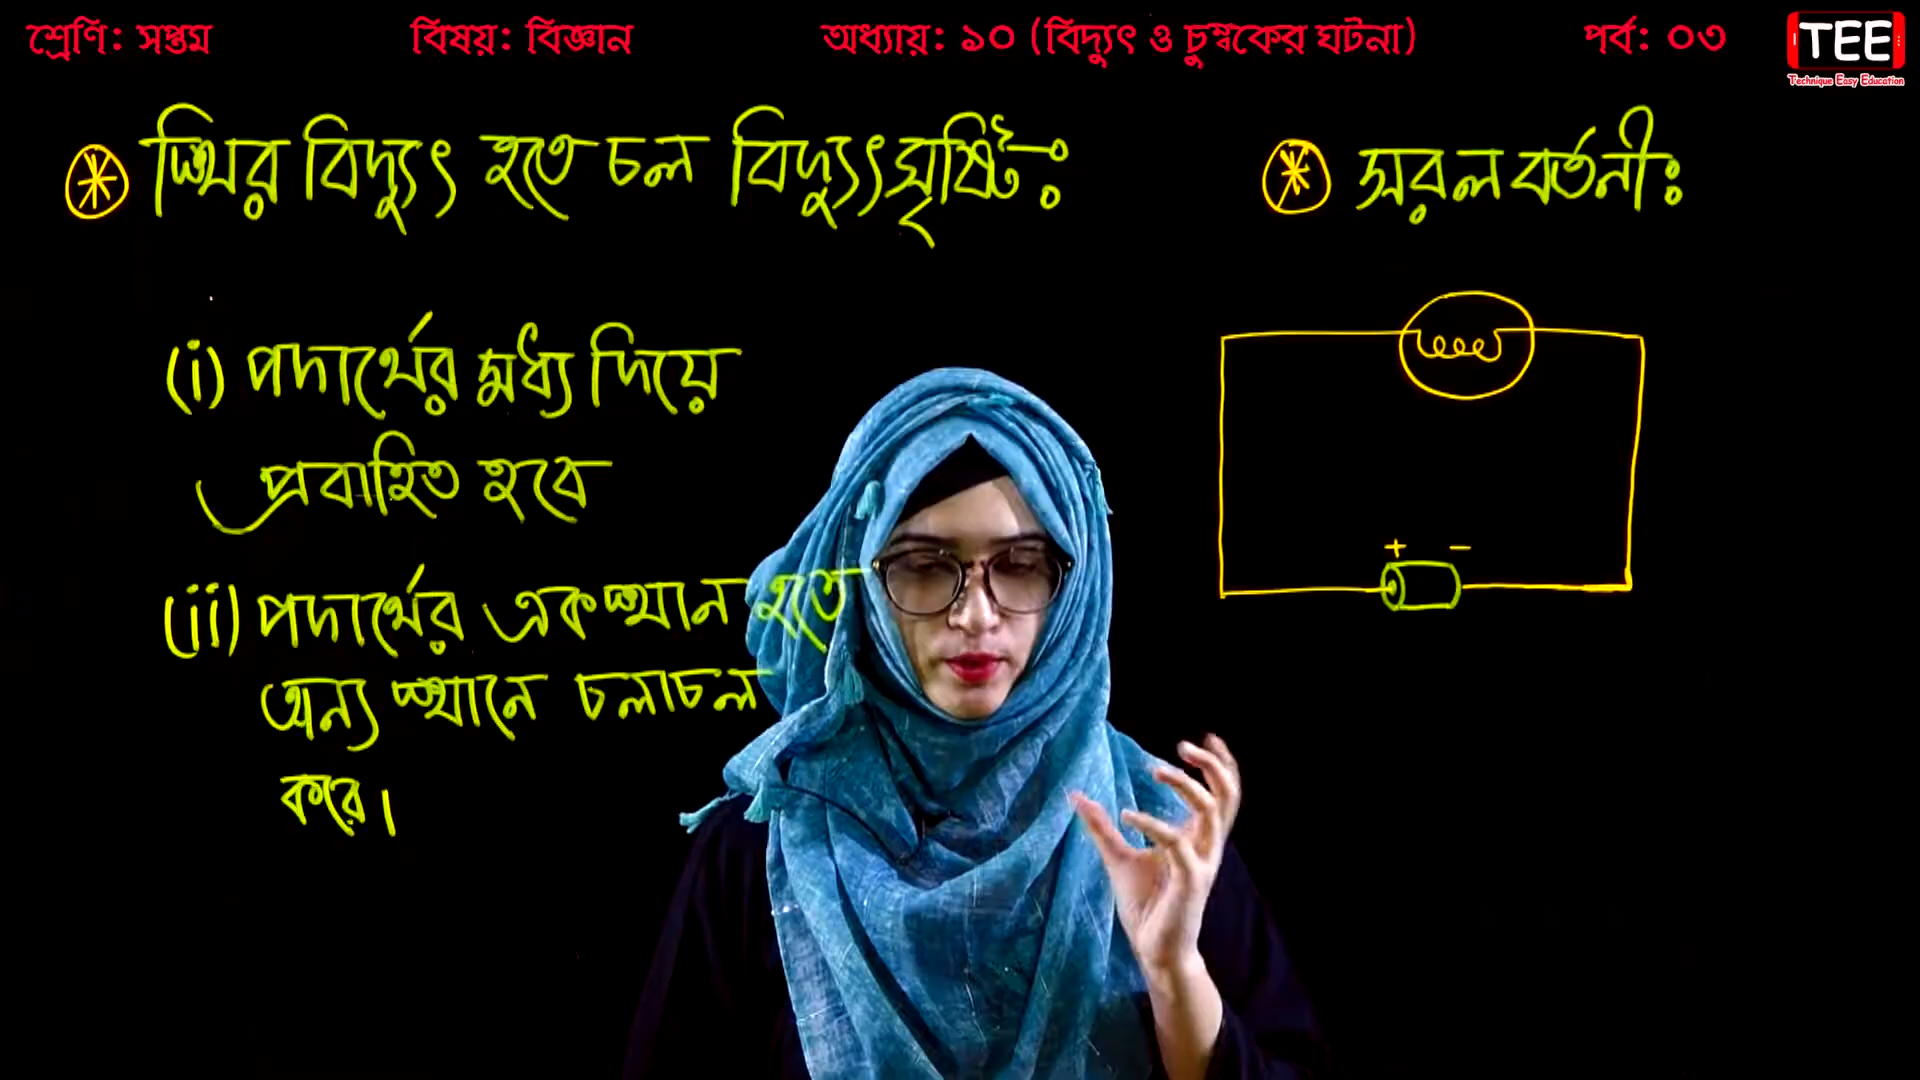 শ্রেণি: সপ্তম
বিষয়: বিজ্ঞান
অধ্যায়: ১০ (বিদ্যুৎ ও চুম্বকের ঘটনা)
পর্ব: ০৩
TEE
Technique Easy Education
স্থির বিদ্যুৎ হতে চল বিদ্যুৎ সৃষ্টি:
(i) পদার্থের মধ্য দিয়ে
প্রবাহিত হবে
(ii) পদার্থের একস্থান হতে
অন্য স্থানে চলাচল
করে।
সরল বর্তনী:
+ −